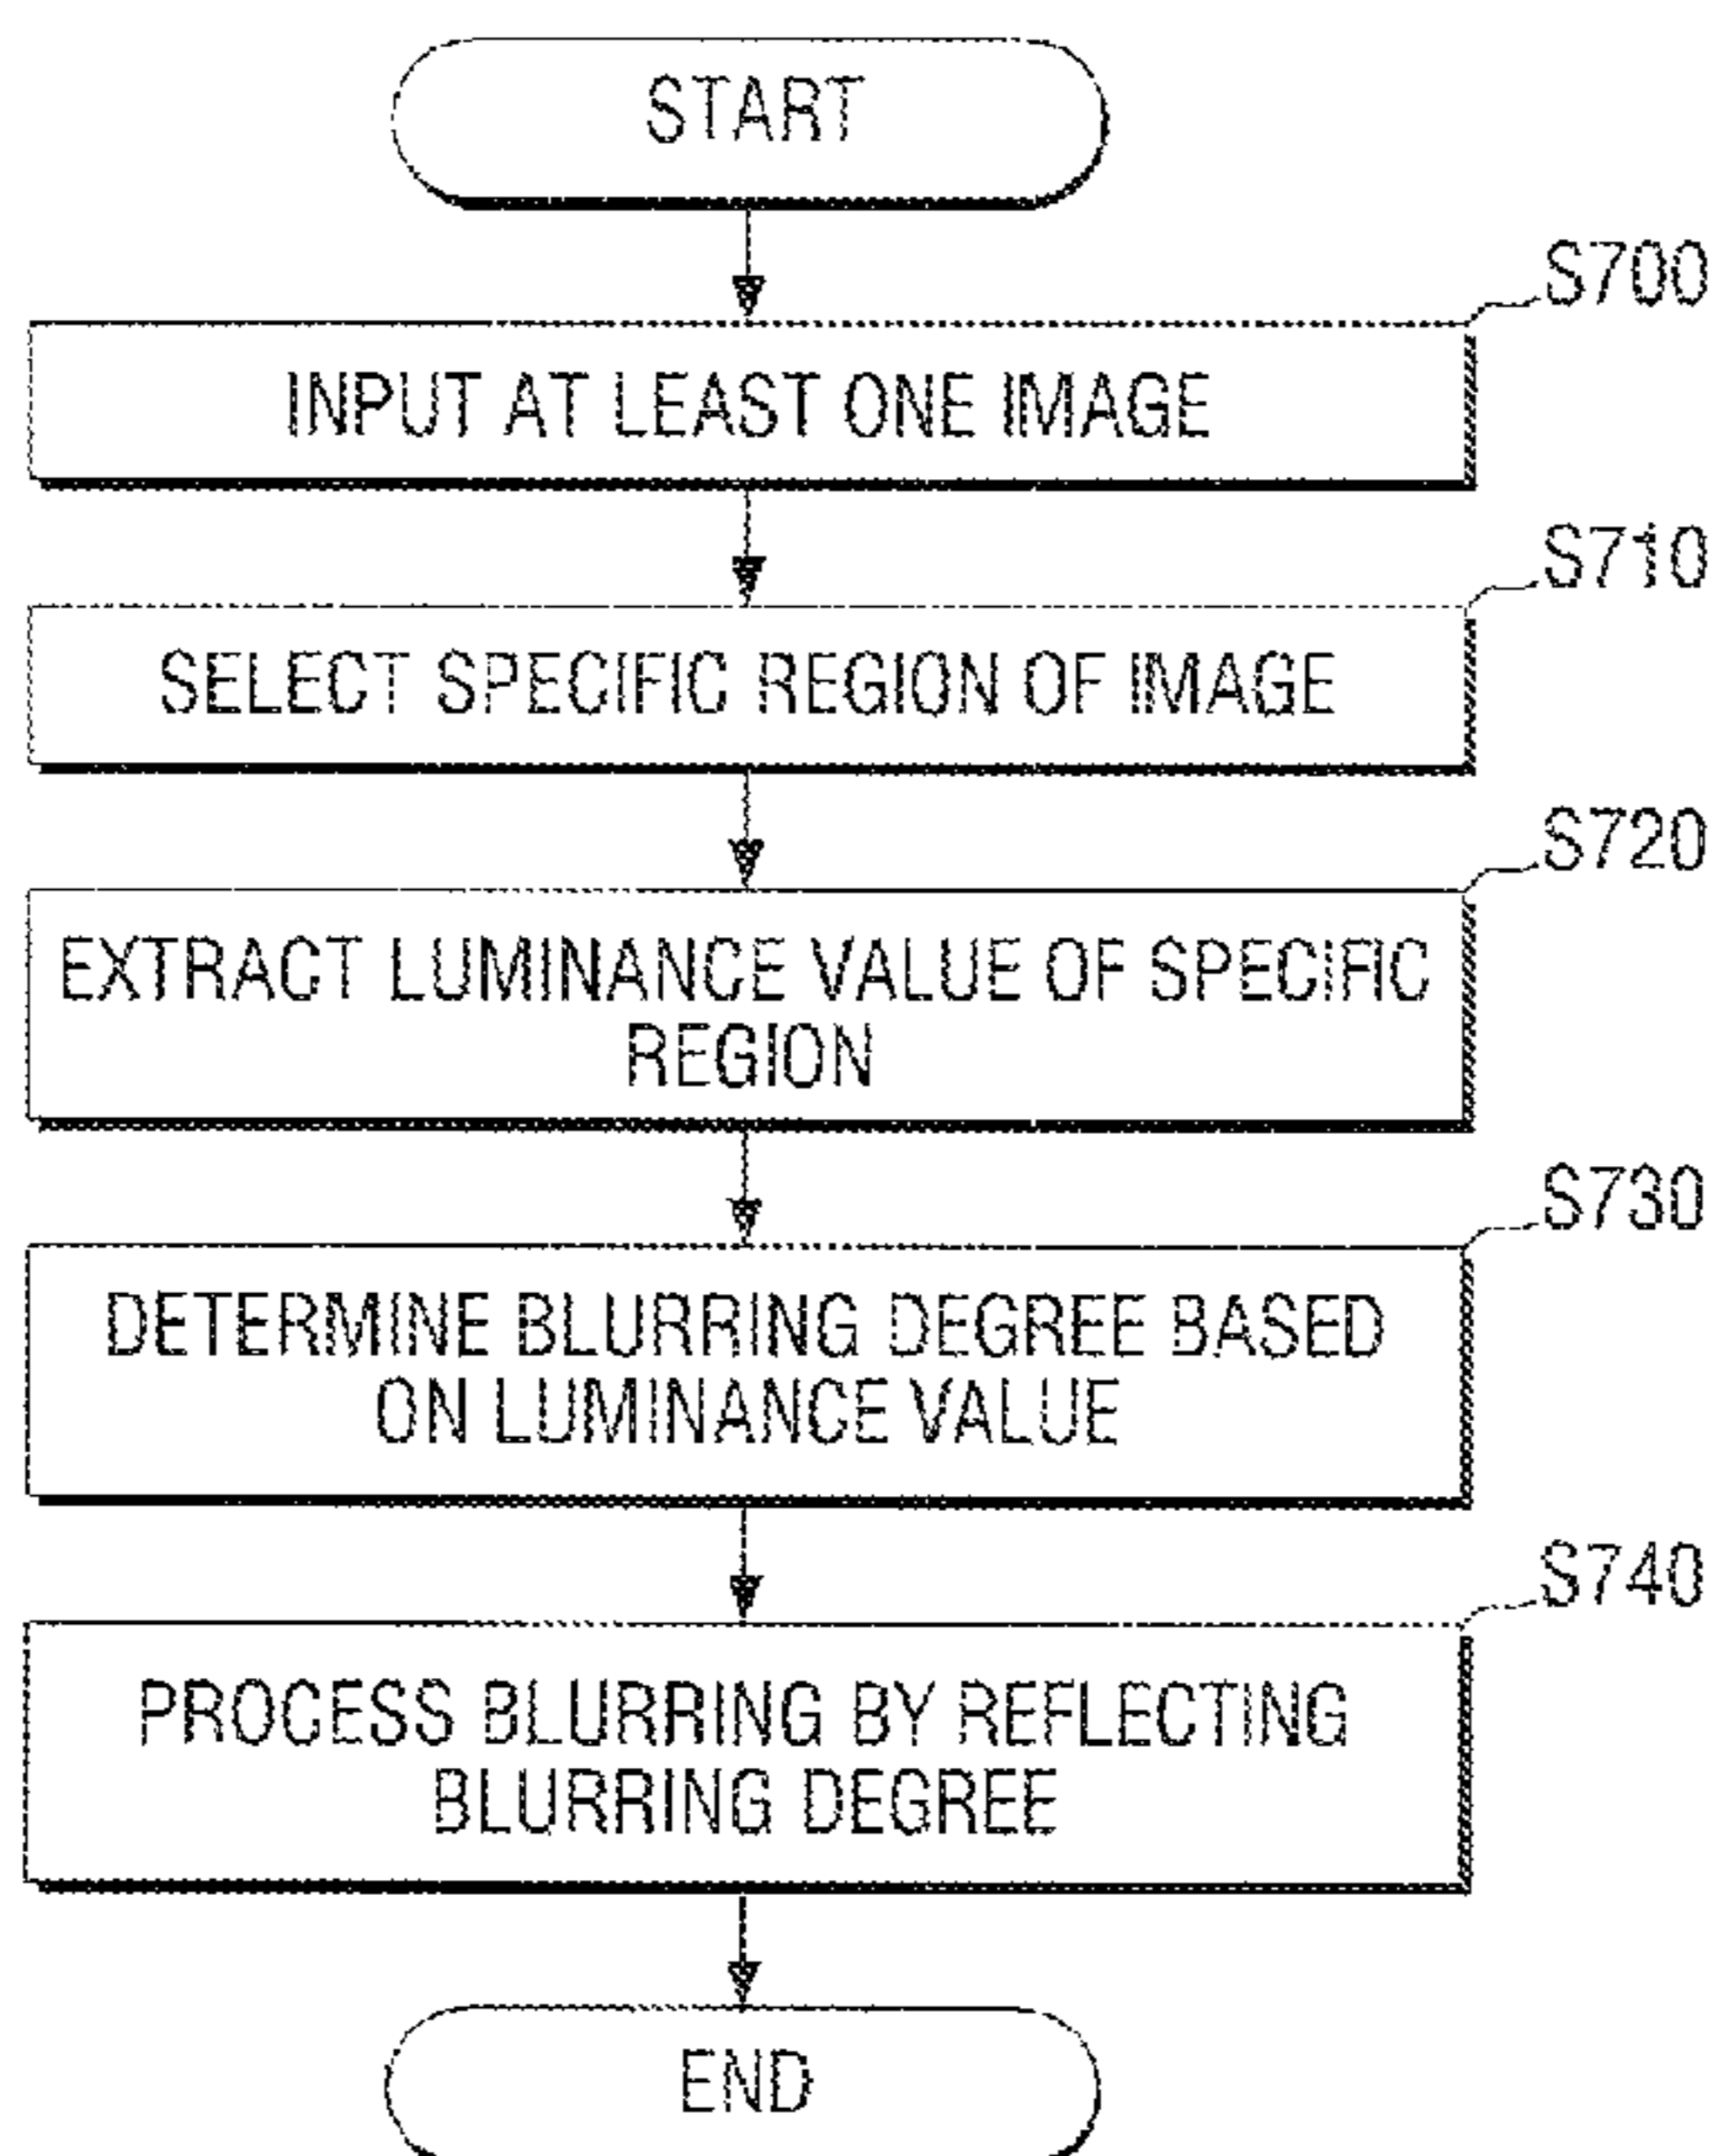 START
S700
INPUT AT LEAST ONE IMAGE
S710
SELECT SPECIFIC REGION OF IMAGE
S720
EXTRACT LUMINANCE VALUE OF SPECIFIC
REGION
S730
DETERMINE BLURRING DEGREE BASED
ON LUMINANCE VALUE
S740
PROCESS BLURRING BY REFLECTING
BLURRING DEGREE
END